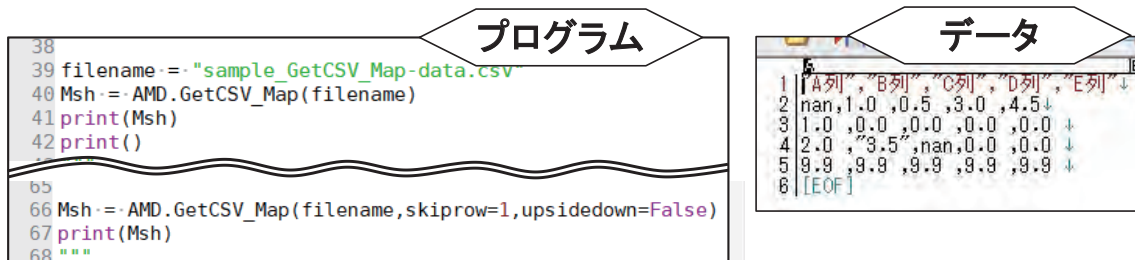 プログラム
38
39 filename = "sample_GetCSV_Map-data.csv"
40 Msh = AMD.GetCSV_Map(filename)
41 print(Msh)
42 print()
65
66 Msh = AMD.GetCSV_Map(filename,skiprow=1,upsidedown=False)
67 print(Msh)
68 """
データ
1 "A列","B列","C列","D列","E列"↓
2 nan,1.0 ,0.5 ,3.0 ,4.5↓
3 1.0 ,0.0 ,0.0 ,0.0 ,0.0 ↓
4 2.0 ,"3.5",nan,0.0 ,0.0 ↓
5 9.9 ,9.9 ,9.9 ,9.9 ,9.9 ↓
6 [EOF]